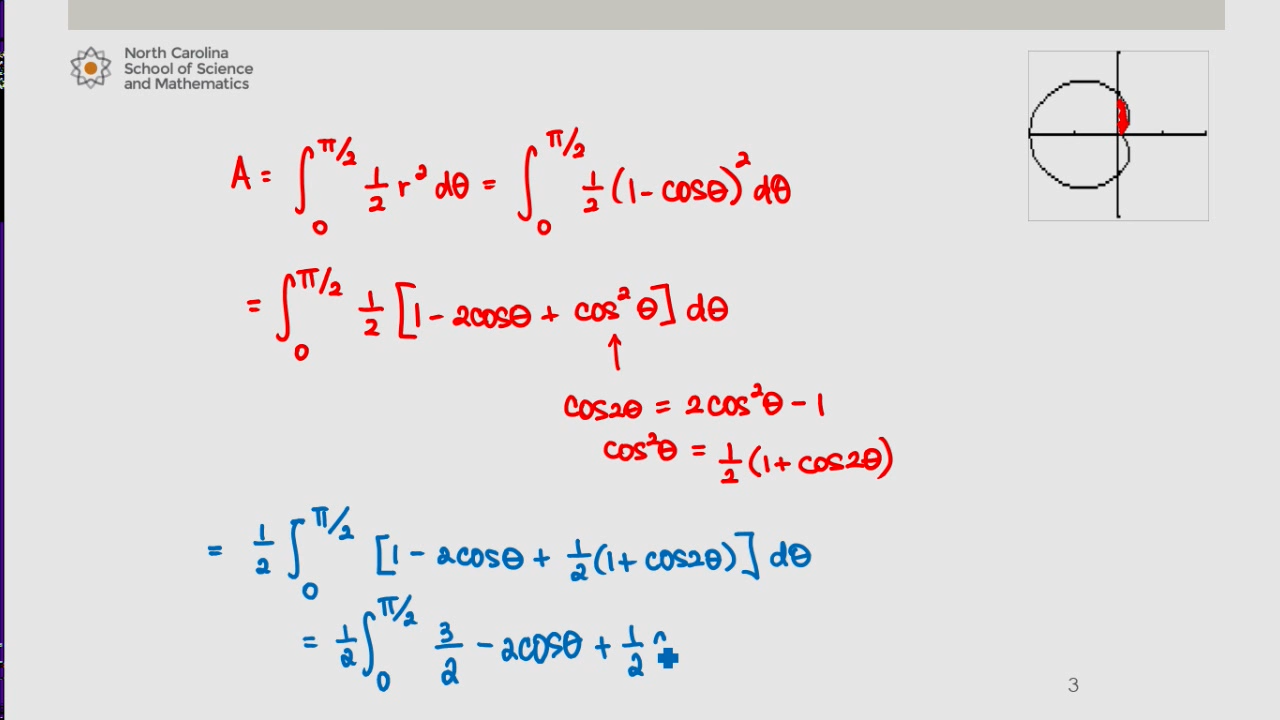 North Carolina
School of Science
and Mathematics
A = ∫₀^π/2 1/2 r² dθ = ∫₀^π/2 1/2 (1 - cosθ)² dθ
= ∫₀^π/2 1/2 [1 - 2cosθ + cos² θ] dθ
↑
cos2θ = 2cos²θ - 1
cos²θ = 1/2 (1 + cos2θ)
= 1/2 ∫₀^π/2 [1 - 2cosθ + 1/2 (1 + cos2θ)] dθ
= 1/2 ∫₀^π/2 3/2 - 2cosθ + 1/2
3